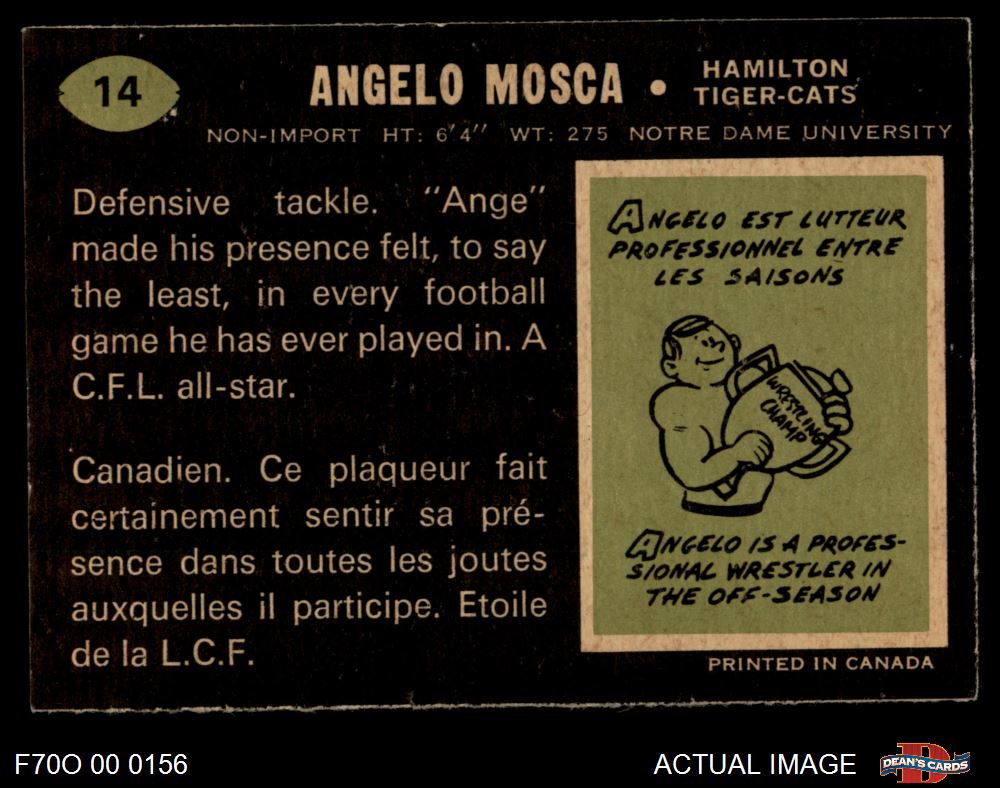 14
ANGELO MOSCA • HAMILTON
TIGER-CATS
NON-IMPORT HT: 6'4" WT: 275 NOTRE DAME UNIVERSITY
Defensive tackle. "Ange"
made his presence felt, to say
the least, in every football
game he has ever played in. A
C.F.L. all-star.
Canadien. Ce plaqueur fait
certainement sentir sa pré-
sence dans toutes les joutes
auxquelles il participe. Etoile
de la L.C.F.
ANGELO EST LUTTEUR
PROFESSIONNEL ENTRE
LES SAISONS
WRESTLING
CHAMP
ANGELO IS A PROFES-
SIONAL WRESTLER IN
THE OFF-SEASON
PRINTED IN CANADA
F70O 00 0156
ACTUAL IMAGE
DEAN'S CARDS